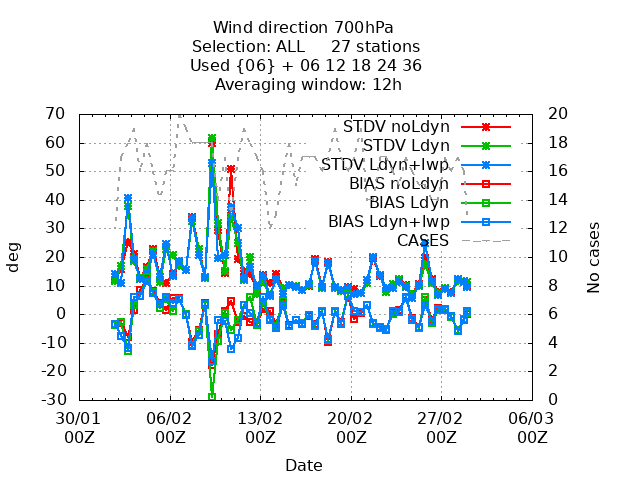 Wind direction 700hPa
Selection: ALL 27 stations
Used {06} + 06 12 18 24 36
Averaging window: 12h
70 20
STDV noLdyn
60 18
STDV Ldyn
STDV Ldyn+lwp
50 16
BIAS noLdyn
40 14
BIAS Ldyn
BIAS Ldyn+lwp
30 12
CASES
20 10
10 8
0 6
-10 4
-20 2
-30 0
deg
No cases
30/01 06/02 13/02 20/02 27/02 06/03
00Z 00Z 00Z 00Z 00Z 00Z
Date